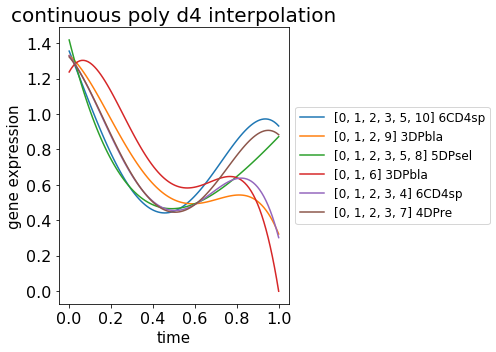 continuous poly d4 interpolation
gene expression
1.4
1.2
1.0
0.8
0.6
0.4
0.2
0.0
0.0 0.2 0.4 0.6 0.8 1.0
time
[0, 1, 2, 3, 5, 10] 6CD4sp
[0, 1, 2, 9] 3DPbla
[0, 1, 2, 3, 5, 8] 5DPsel
[0, 1, 6] 3DPbla
[0, 1, 2, 3, 4] 6CD4sp
[0, 1, 2, 3, 7] 4DPre